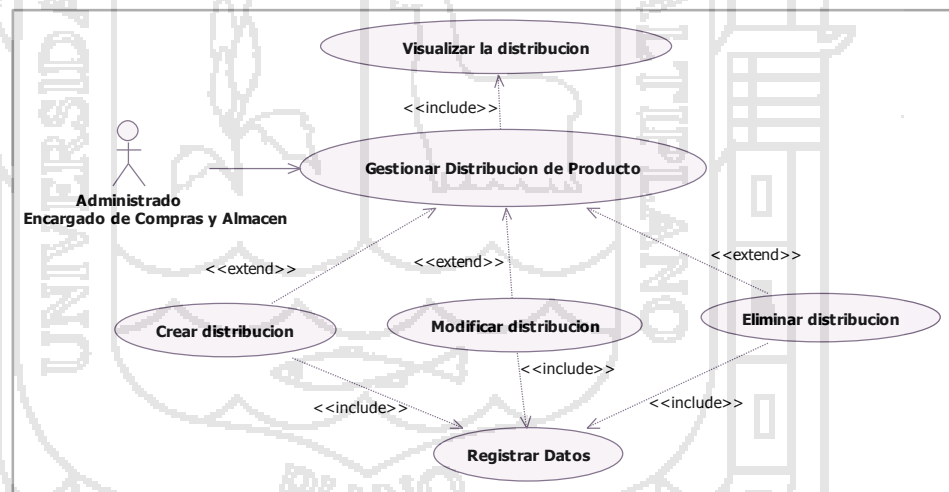 Visualizar la distribucion
<<include>>
Gestionar Distribucion de Producto
Administrado
Encargado de Compras y Almacen
<<extend>>
<<extend>>
<<extend>>
Crear distribucion
Modificar distribucion
Eliminar distribucion
<<include>>
<<include>>
<<include>>
Registrar Datos